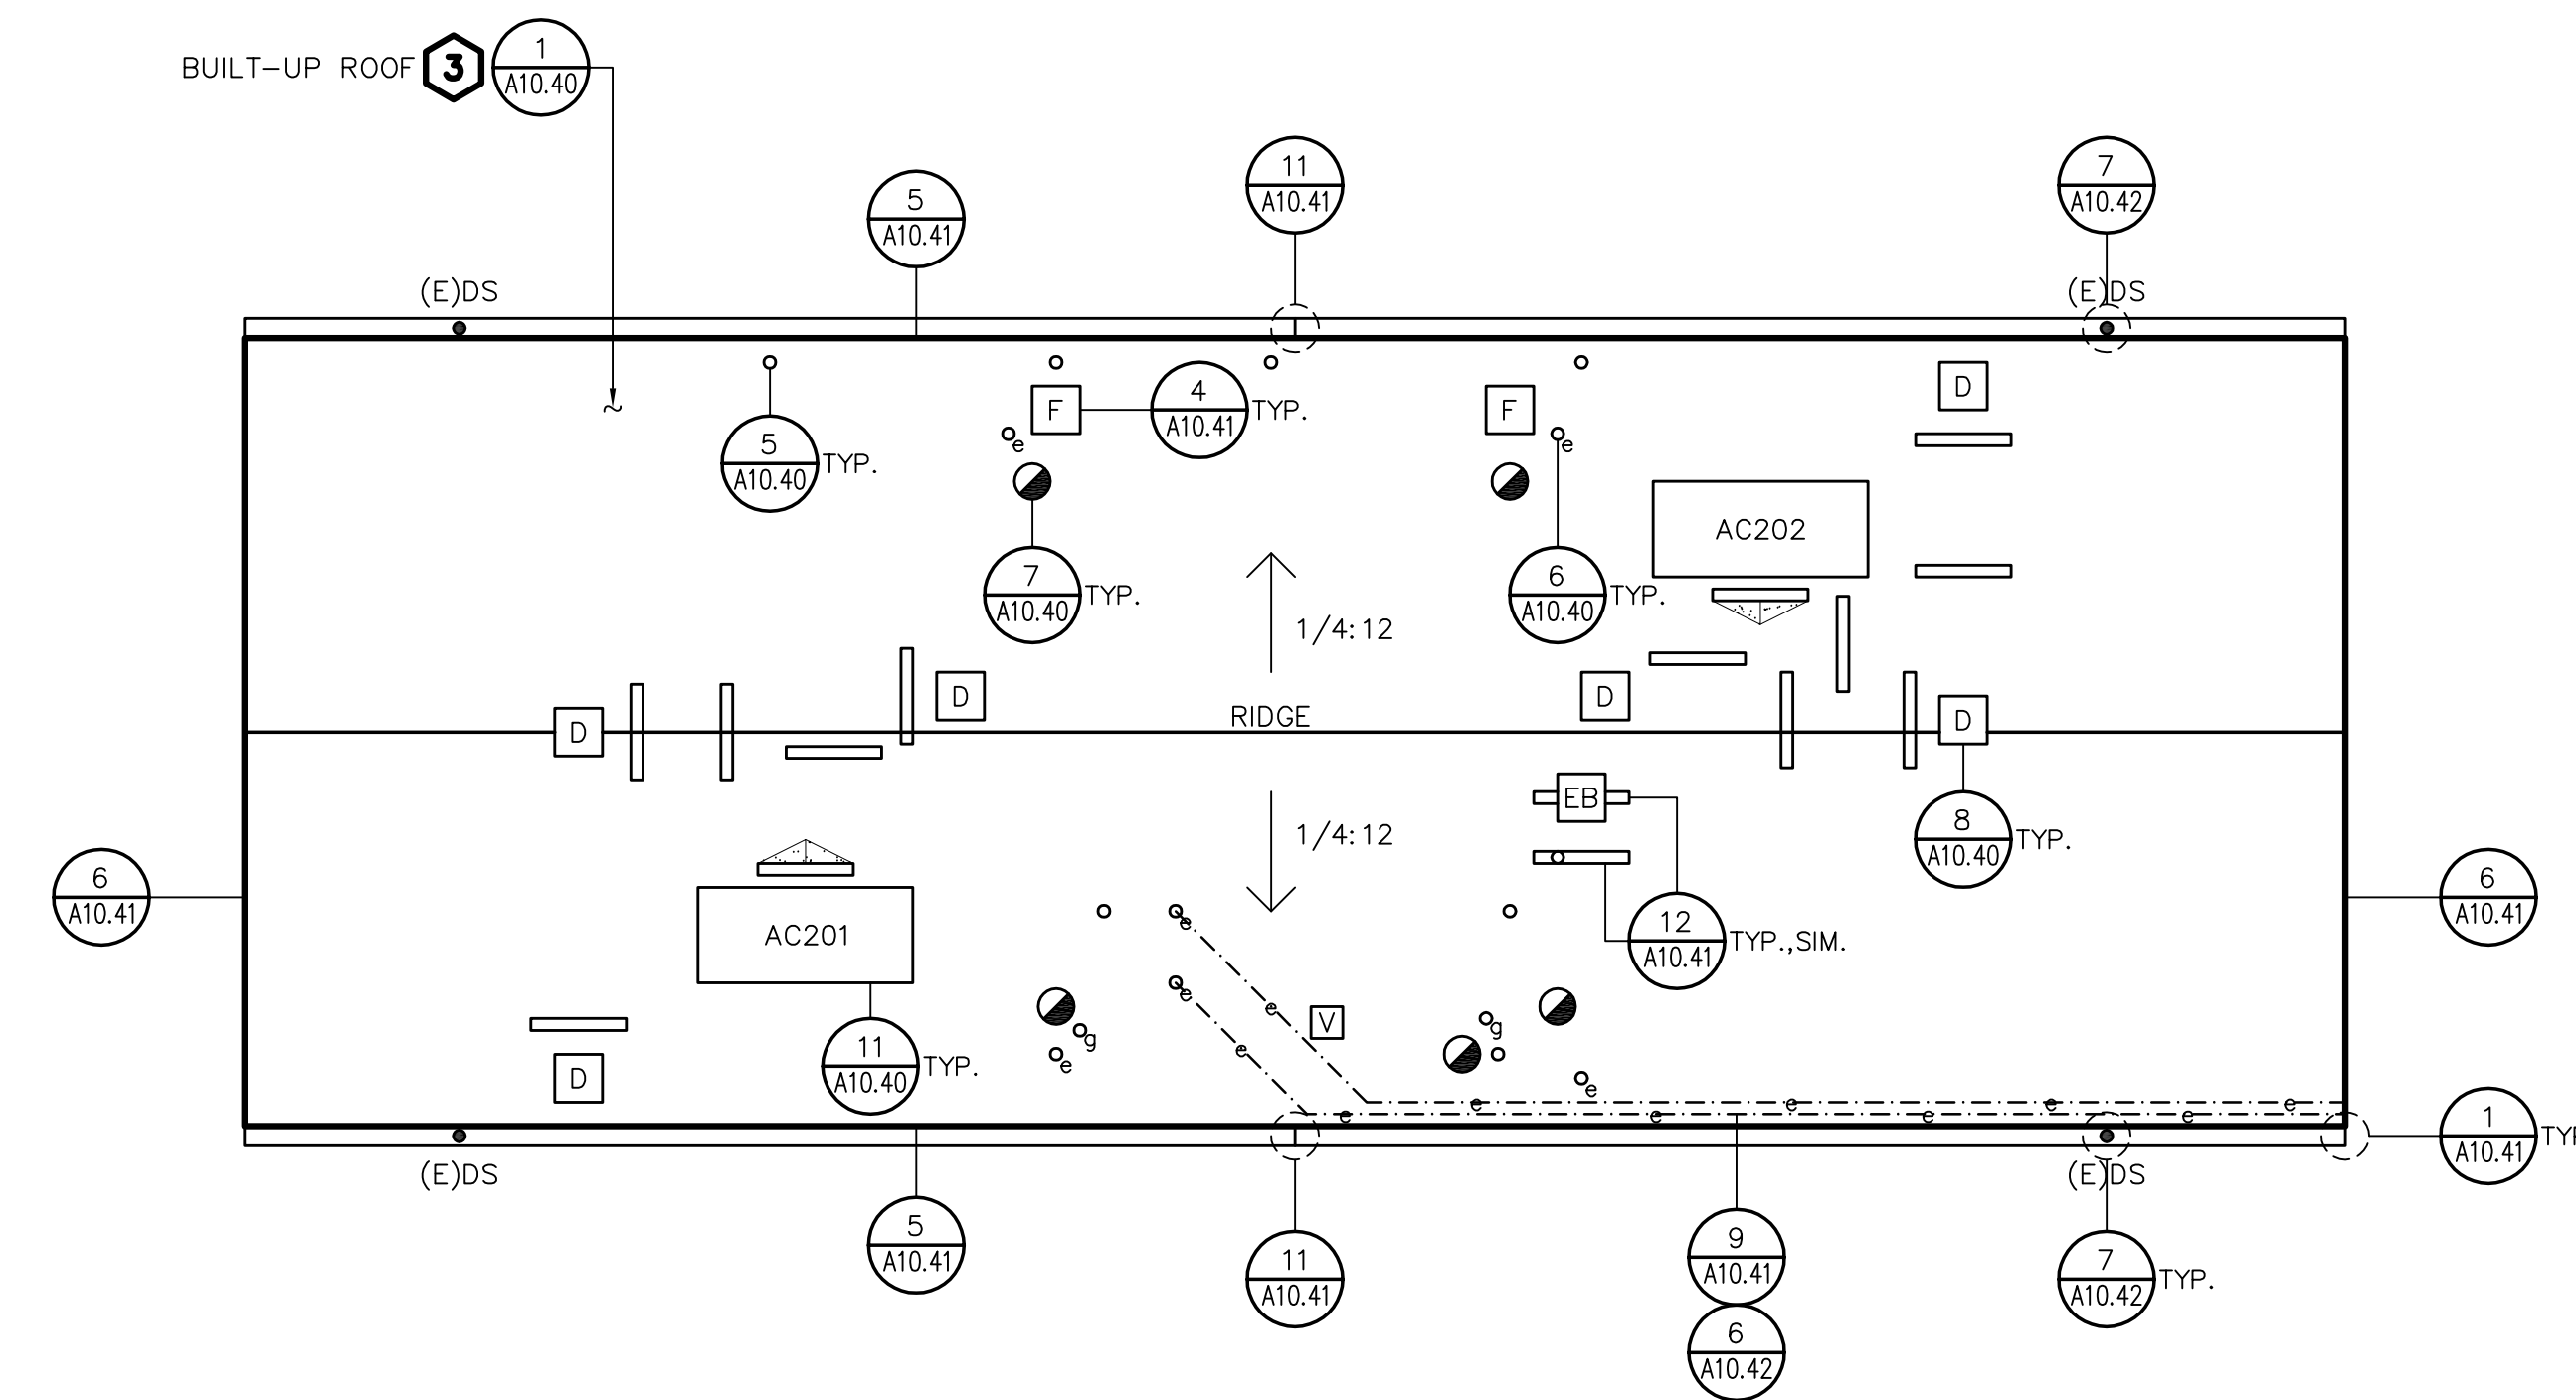 BUILT-UP ROOF 3
1
A10.40
5
A10.41
11
A10.41
7
A10.42
(E)DS
(E)DS
F
4
A10.41
TYP.
F
D
5
A10.40
TYP.
e
e
7
A10.40
TYP.
6
A10.40
TYP.
AC202
1/4:12
D
D
D
D
RIDGE
1/4:12
EB
8
A10.40
TYP.
6
A10.41
6
A10.41
AC201
e
12
A10.41
TYP.,SIM.
e
e
V
D
11
A10.40
TYP.
g
e
e
g
e
e
e
e
e
e
e
e
e
e
1
A10.41
(E)DS
(E)DS
5
A10.41
11
A10.41
9
A10.41
6
A10.42
7
A10.42
TYP.